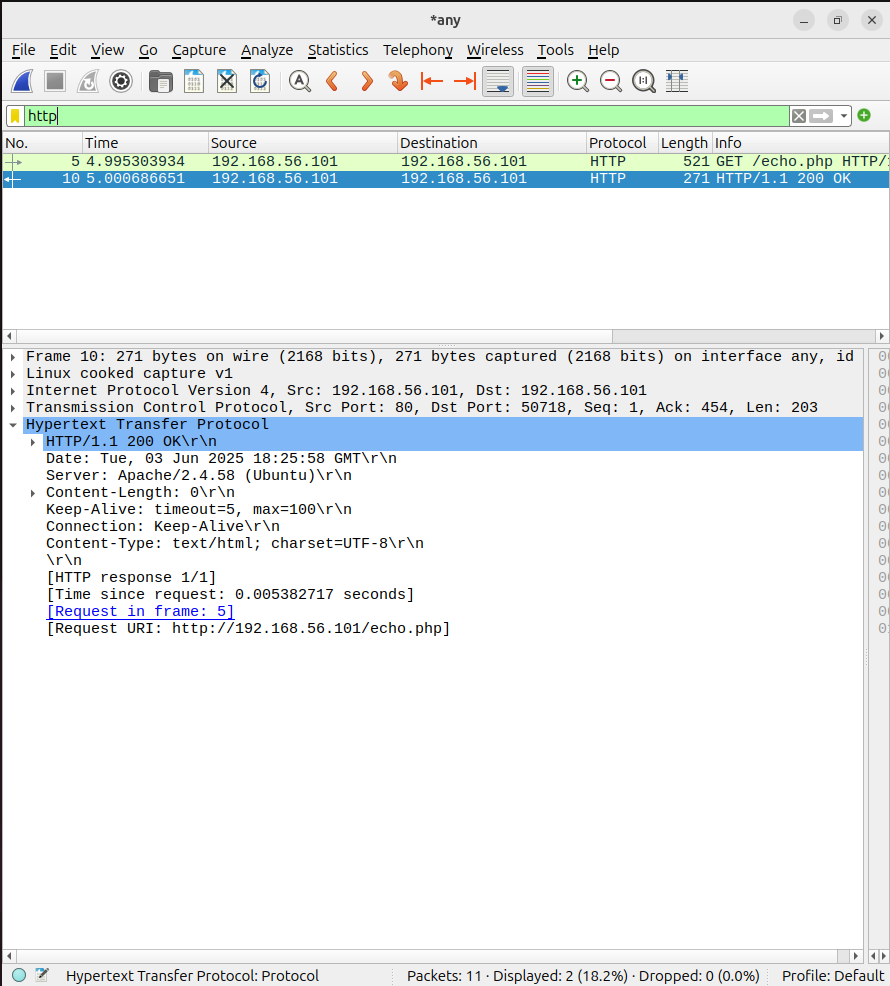 *any
File Edit View Go Capture Analyze Statistics Telephony Wireless Tools Help
http
No. Time Source Destination Protocol Length Info
5 4.995303934 192.168.56.101 192.168.56.101 HTTP 521 GET /echo.php HTTP/1
10 5.000686651 192.168.56.101 192.168.56.101 HTTP 271 HTTP/1.1 200 OK
Frame 10: 271 bytes on wire (2168 bits), 271 bytes captured (2168 bits) on interface any, id
Linux cooked capture v1
Internet Protocol Version 4, Src: 192.168.56.101, Dst: 192.168.56.101
Transmission Control Protocol, Src Port: 80, Dst Port: 50718, Seq: 1, Ack: 454, Len: 203
Hypertext Transfer Protocol
HTTP/1.1 200 OK\r\n
Date: Tue, 03 Jun 2025 18:25:58 GMT\r\n
Server: Apache/2.4.58 (Ubuntu)\r\n
Content-Length: 0\r\n
Keep-Alive: timeout=5, max=100\r\n
Connection: Keep-Alive\r\n
Content-Type: text/html; charset=UTF-8\r\n
\r\n
[HTTP response 1/1]
[Time since request: 0.005382717 seconds]
[Request in frame: 5]
[Request URI: http://192.168.56.101/echo.php]
Hypertext Transfer Protocol: Protocol Packets: 11 · Displayed: 2 (18.2%) · Dropped: 0 (0.0%) Profile: Default